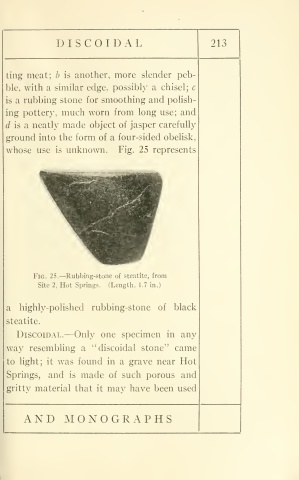 DISCOIDAL 213
ting meat; b is another, more slender peb-
ble, with a similar edge, possibly a chisel; c
is a rubbing stone for smoothing and polish-
ing pottery, much worn from long use; and
d is a neatly made object of jasper carefully
ground into the form of a four-sided obelisk,
whose use is unknown. Fig. 25 represents
FIG. 25.—Rubbing-stone of steatite, from
Site 2, Hot Springs. (Length, 1.7 in.)
a highly-polished rubbing-stone of black
steatite.
DISCOIDAL.—Only one specimen in any
way resembling a "discoidal stone" came
to light; it was found in a grave near Hot
Springs, and is made of such porous and
gritty material that it may have been used
AND MONOGRAPHS